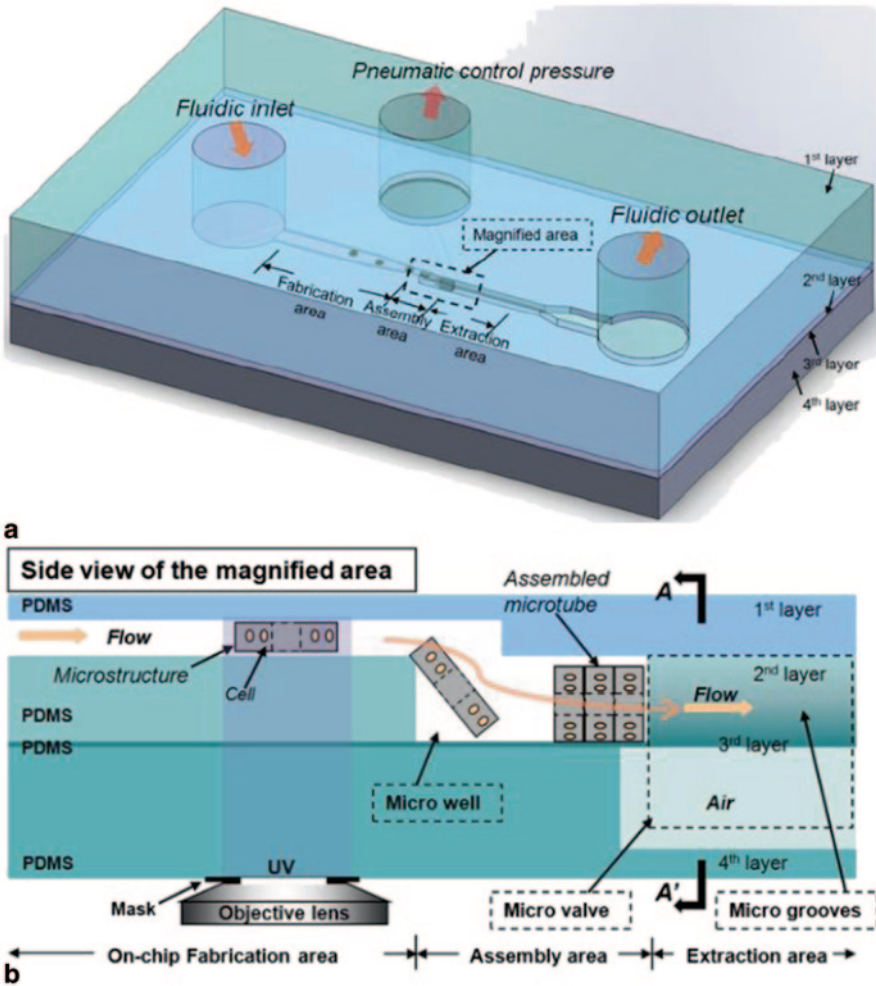 Pneumatic control pressure
Fluidic inlet
1st layer
Fluidic outlet
Magnified area
2nd layer
Fabrication
area
Assembly
area
Extraction
area
3rd layer
4th layer
a
Side view of the magnified area
Assembled
microtube
PDMS
A
1st layer
Flow
Microstructure
Cell
2nd layer
Flow
PDMS
PDMS
3rd layer
Micro well
Air
PDMS
UV
4th layer
Mask
Objective lens
Micro valve
A'
Micro grooves
On-chip Fabrication area
Assembly area
Extraction area
b